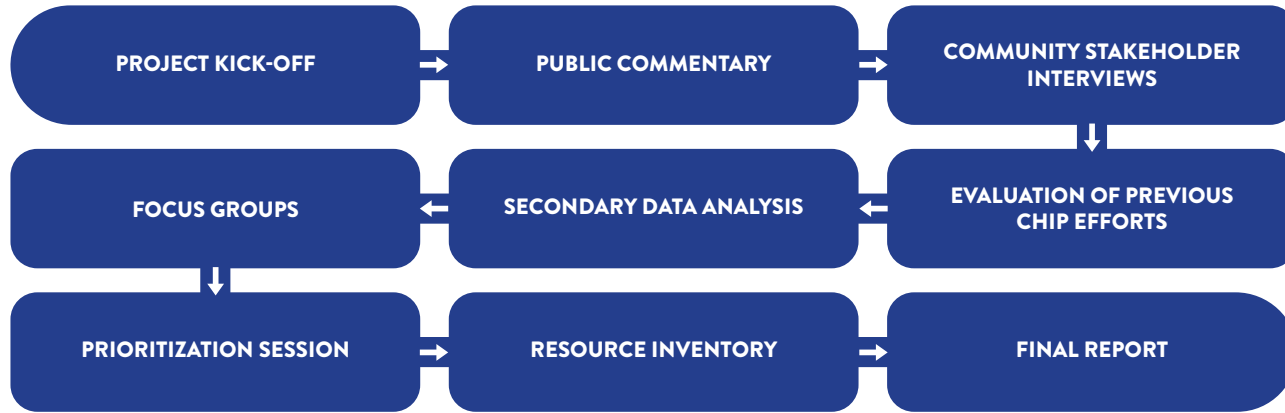 PROJECT KICK-OFF
PUBLIC COMMENTARY
COMMUNITY STAKEHOLDER
INTERVIEWS
EVALUATION OF PREVIOUS
CHIP EFFORTS
SECONDARY DATA ANALYSIS
FOCUS GROUPS
PRIORITIZATION SESSION
RESOURCE INVENTORY
FINAL REPORT